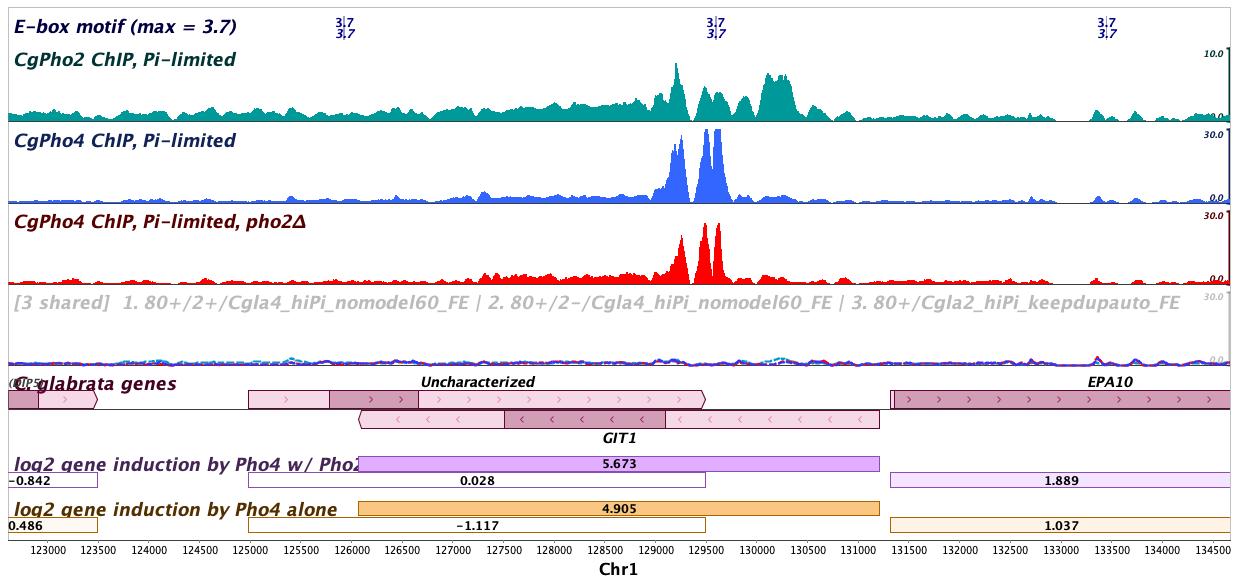 E-box motif (max = 3.7)
3.7 3.7 3.7
3.7 3.7 3.7
CgPho2 ChIP, Pi-limited
10.0
0.0
CgPho4 ChIP, Pi-limited
30.0
0.0
CgPho4 ChIP, Pi-limited, pho2Δ
30.0
0.0
[3 shared] 1. 80+/2+/Cgla4_hiPi_nomodel60_FE | 2. 80+/2-/Cgla4_hiPi_nomodel60_FE | 3. 80+/Cgla2_hiPi_keepdupauto_FE
30.0
0.0
C. glabrata genes
Uncharacterized EPA10
GIT1
log2 gene induction by Pho4 w/ Pho2 5.673
-0.842 0.028 1.889
log2 gene induction by Pho4 alone 4.905
0.486 -1.117 1.037
123000 123500 124000 124500 125000 125500 126000 126500 127000 127500 128000 128500 129000 129500 130000 130500 131000 131500 132000 132500 133000 133500 134000 134500
Chr1